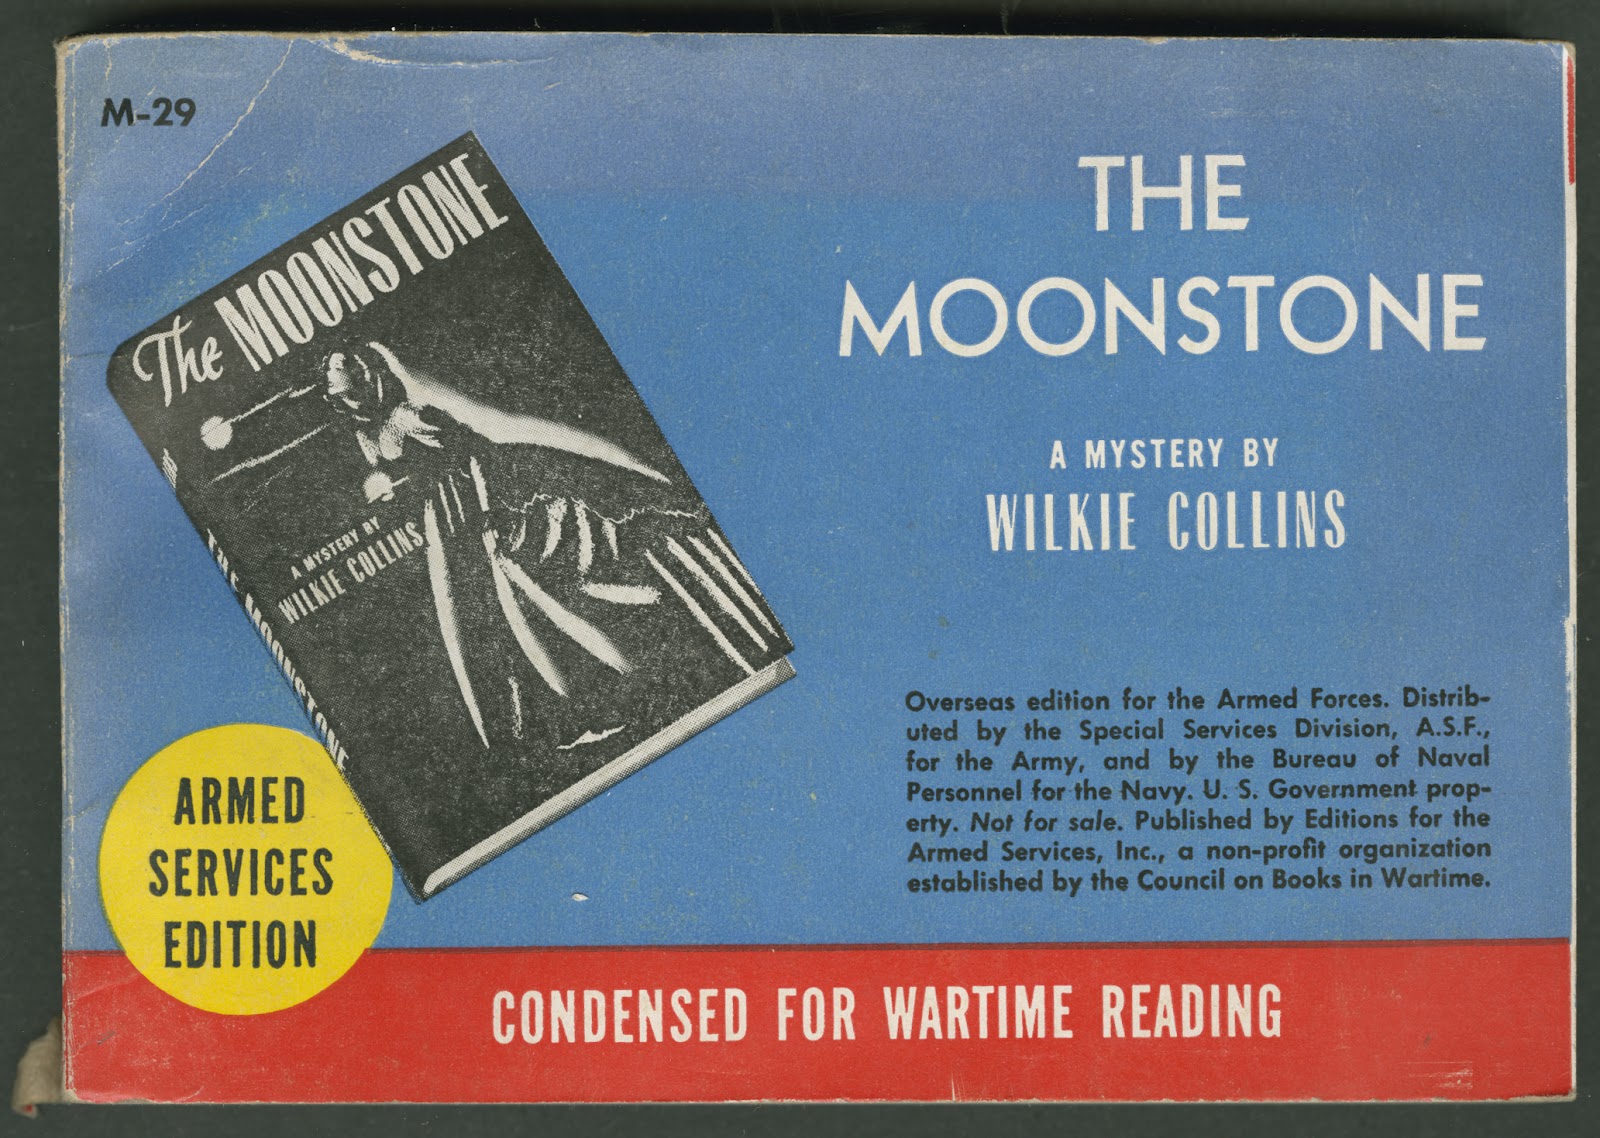 M-29
The MOONSTONE
A MYSTERY BY
WILKIE COLLINS
THE MOONSTONE
ARMED
SERVICES
EDITION
THE
MOONSTONE
A MYSTERY BY
WILKIE COLLINS
Overseas edition for the Armed Forces. Distrib-
uted by the Special Services Division, A.S.F.,
for the Army, and by the Bureau of Naval
Personnel for the Navy. U. S. Government prop-
erty. Not for sale. Published by Editions for the
Armed Services, Inc., a non-profit organization
established by the Council on Books in Wartime.
CONDENSED FOR WARTIME READING